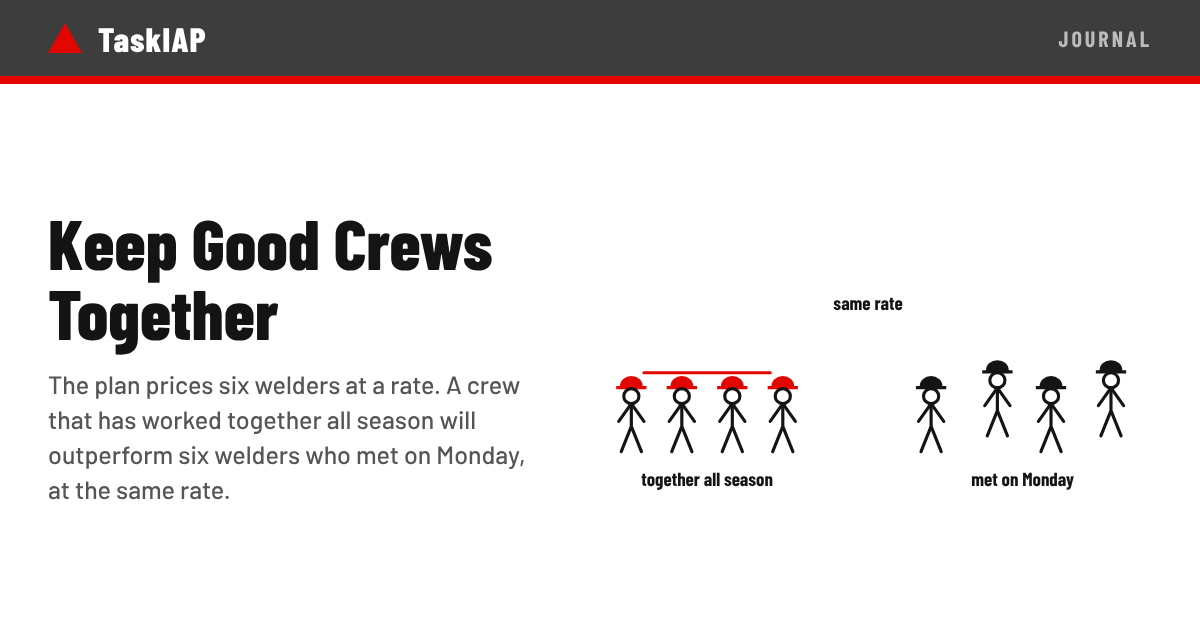 TaskIAP
JOURNAL
Keep Good Crews
Together
The plan prices six welders at a rate. A crew
that has worked together all season will
outperform six welders who met on Monday,
at the same rate.
same rate
together all season
met on Monday